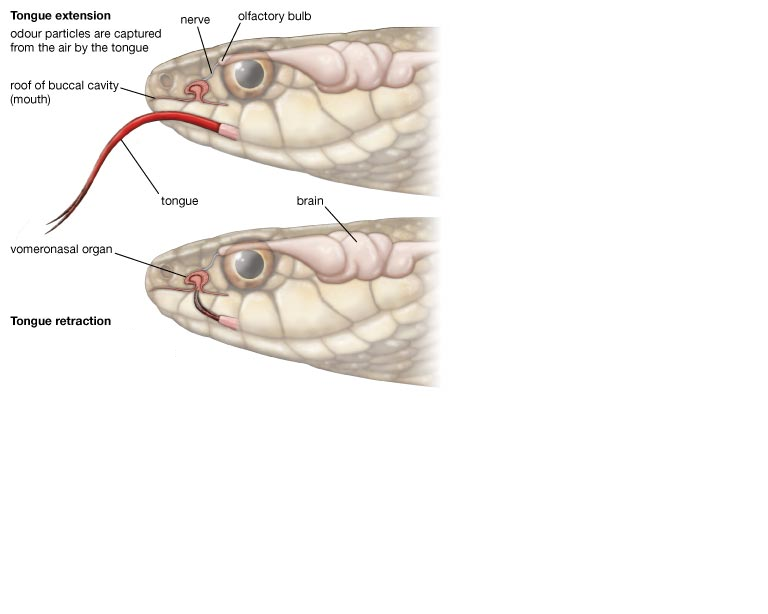 Tongue extension
odour particles are captured
from the air by the tongue
nerve
olfactory bulb
roof of buccal cavity
(mouth)
tongue
brain
vomeronasal organ
Tongue retraction